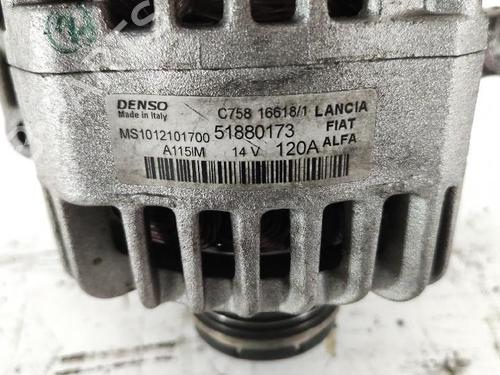 DENSO C758 16618/1 LANCIA
Made in Italy FIAT
MS1012101700 51880173 ALFA
A115IM 14 V 120A